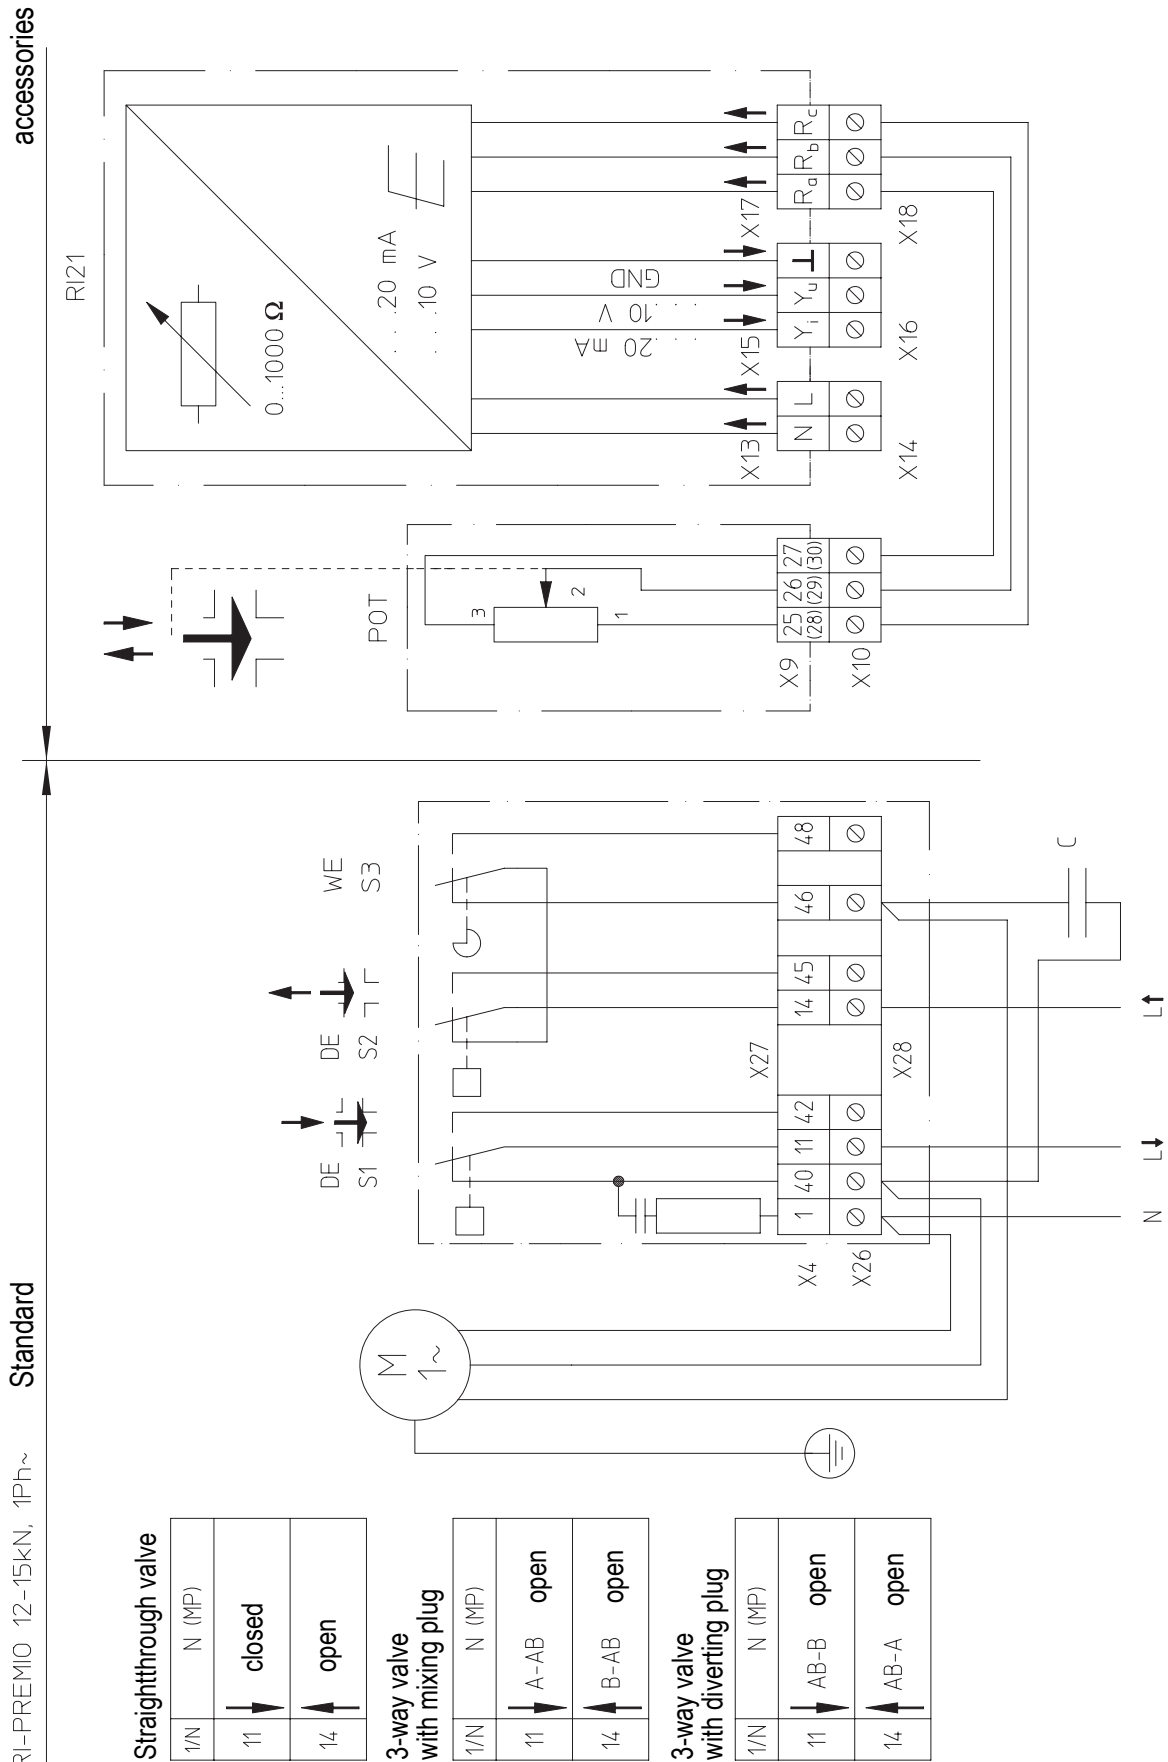 RI-PREMIO 12-15kN, 1Ph~
Standard
accessories
Straightthrough valve
1/N N (MP)
11 closed
14 open
3-way valve
with mixing plug
1/N N (MP)
11 A-AB open
14 B-AB open
3-way valve
with diverting plug
1/N N (MP)
11 AB-B open
14 AB-A open
M
1~
DE
S1
DE
S2
WE
S3
X4
1 40 11 42
X26
X27
14 45 46 48
X28
N
L
L
C
POT
3
2
1
X9
25 26 27
(28) (29) (30)
X10
RI21
0...1000 Ω
. . .20 mA
. . .10 V
....20 mA
....10 V
GND
X13
N L
X14
X15
Yi Yu
X16
X17
Ra Rb Rc
X18